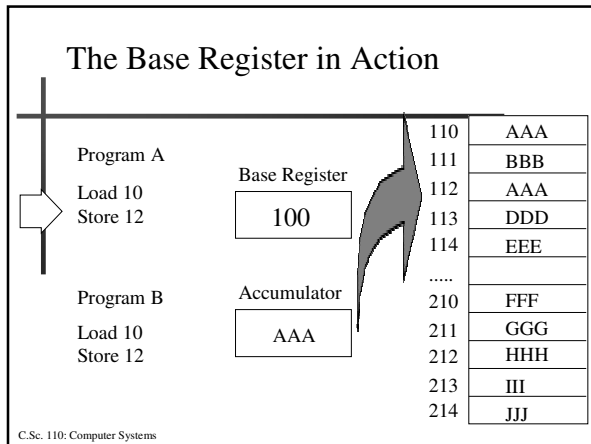 The Base Register in Action
Program A
Load 10
Store 12
Base Register
100
Program B
Load 10
Store 12
Accumulator
AAA
110 AAA
111 BBB
112 AAA
113 DDD
114 EEE
.....
210 FFF
211 GGG
212 HHH
213 III
214 JJJ
C.Sc. 110: Computer Systems